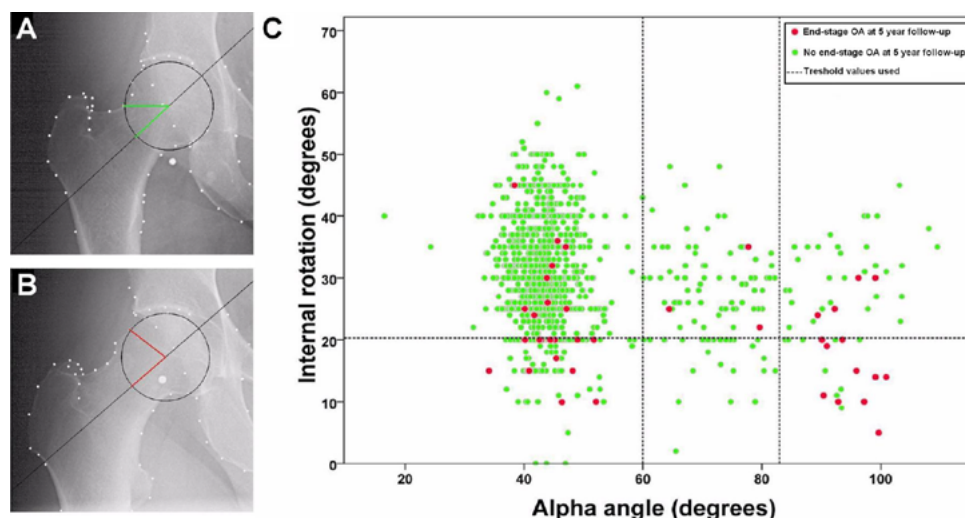 A
B
C
End-stage OA at 5 year follow-up
No end-stage OA at 5 year follow-up
Treshold values used
Internal rotation (degrees)
70
60
50
40
30
20
10
0
20
40
60
80
100
Alpha angle (degrees)